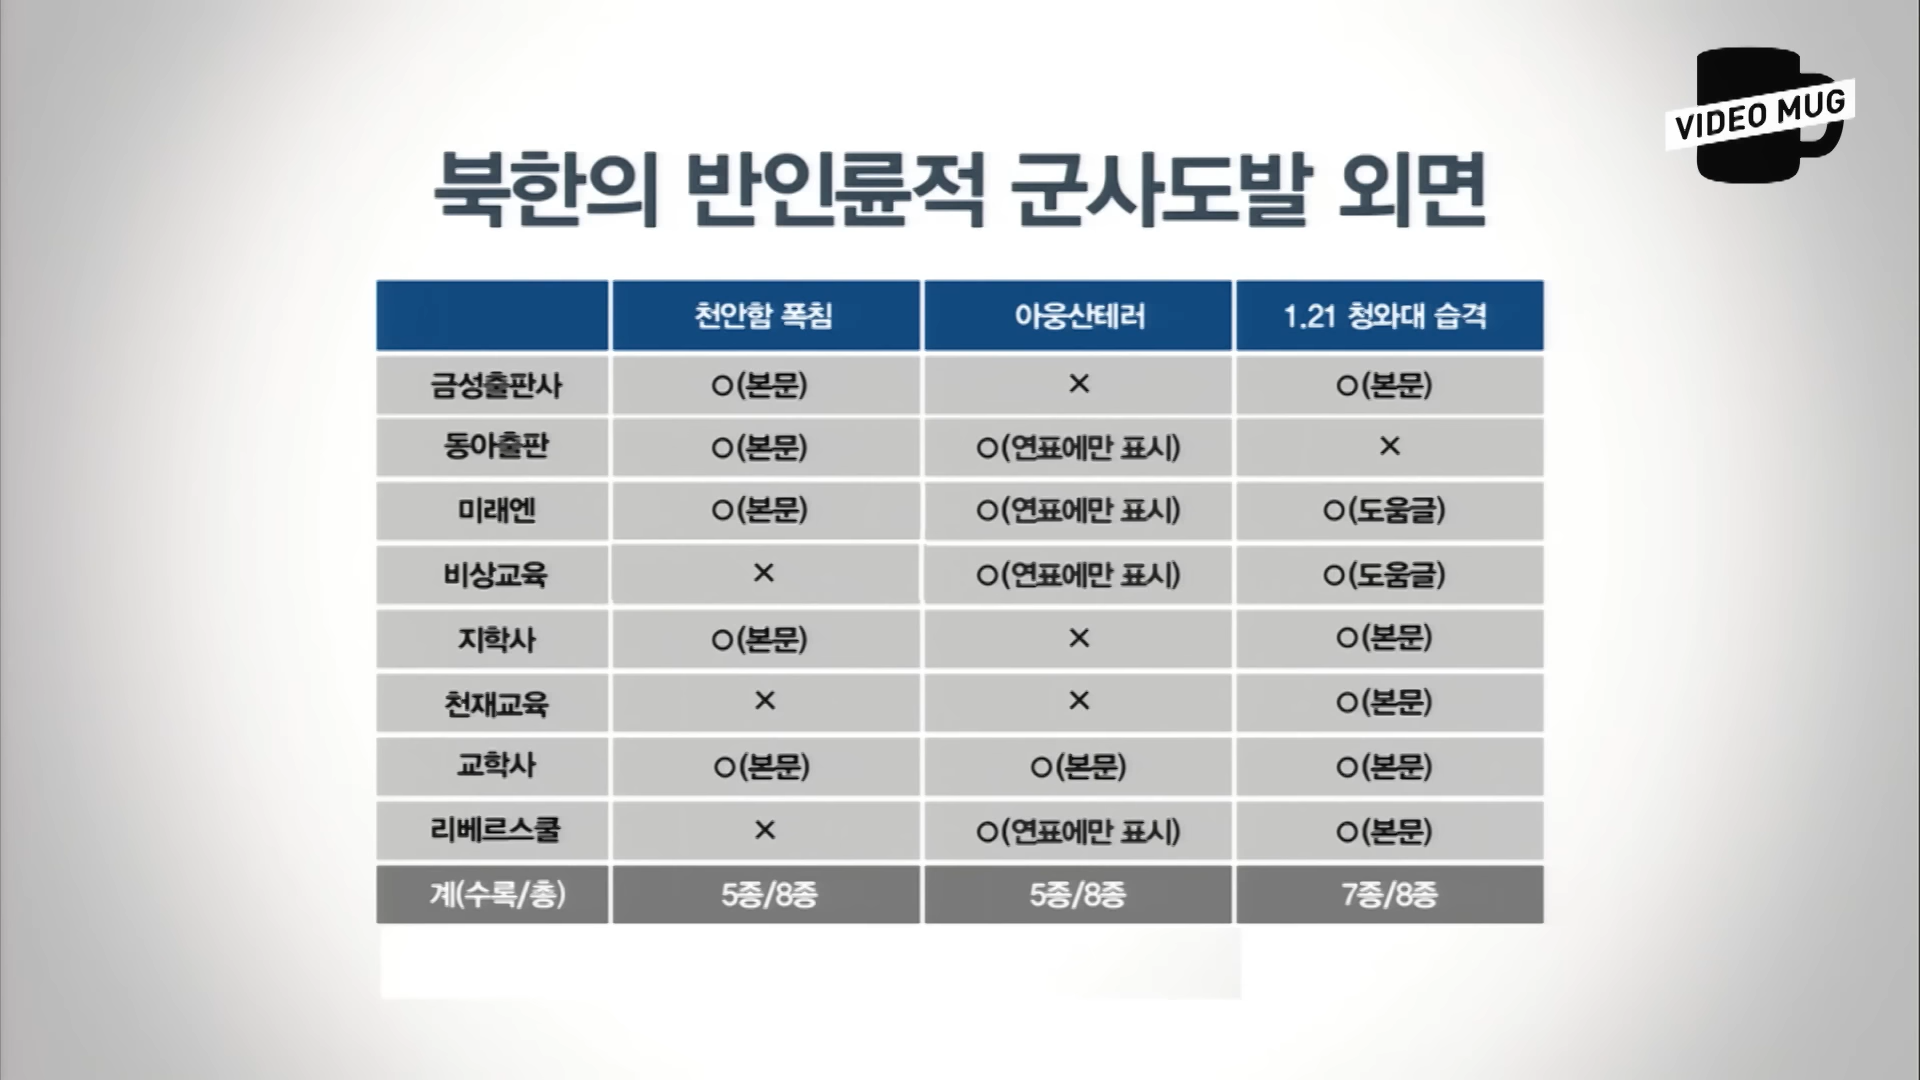 VIDEO MUG
북한의 반인륜적 군사도발 외면
천안함 폭침 아웅산테러 1.21 청와대 습격
금성출판사 ○(본문) × ○(본문)
동아출판 ○(본문) ○(연표에만 표시) ×
미래엔 ○(본문) ○(연표에만 표시) ○(도움글)
비상교육 × ○(연표에만 표시) ○(도움글)
지학사 ○(본문) × ○(본문)
천재교육 × × ○(본문)
교학사 ○(본문) ○(본문) ○(본문)
리베르스쿨 × ○(연표에만 표시) ○(본문)
계(수록/총) 5종/8종 5종/8종 7종/8종